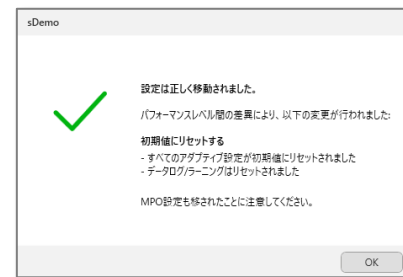 sDemo
設定は正しく移動されました。
パフォーマンスレベル間の差異により、以下の変更が行われました:
初期値にリセットする
- すべてのアダプティブ設定が初期値にリセットされました
- データログ/ラーニングはリセットされました
MPO設定も移されたことに注意してください。
OK